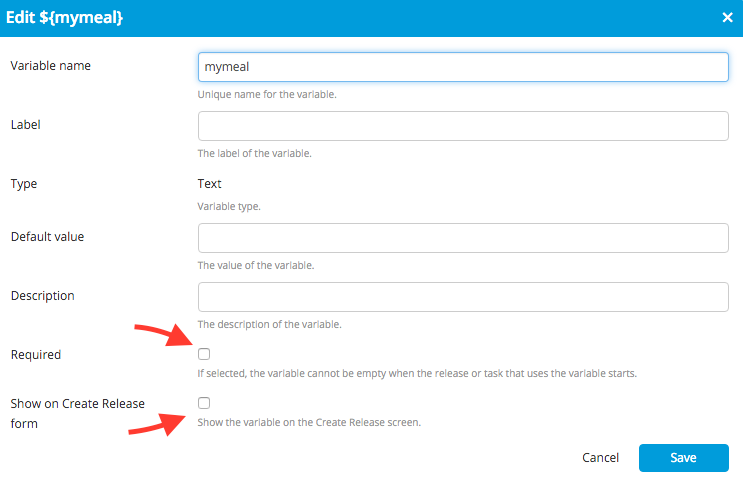 Edit ${mymeal}
×
Variable name
mymeal
Unique name for the variable.
Label
The label of the variable.
Type
Text
Variable type.
Default value
The value of the variable.
Description
The description of the variable.
Required
If selected, the variable cannot be empty when the release or task that uses the variable starts.
Show on Create Release
form
Show the variable on the Create Release screen.
Cancel
Save